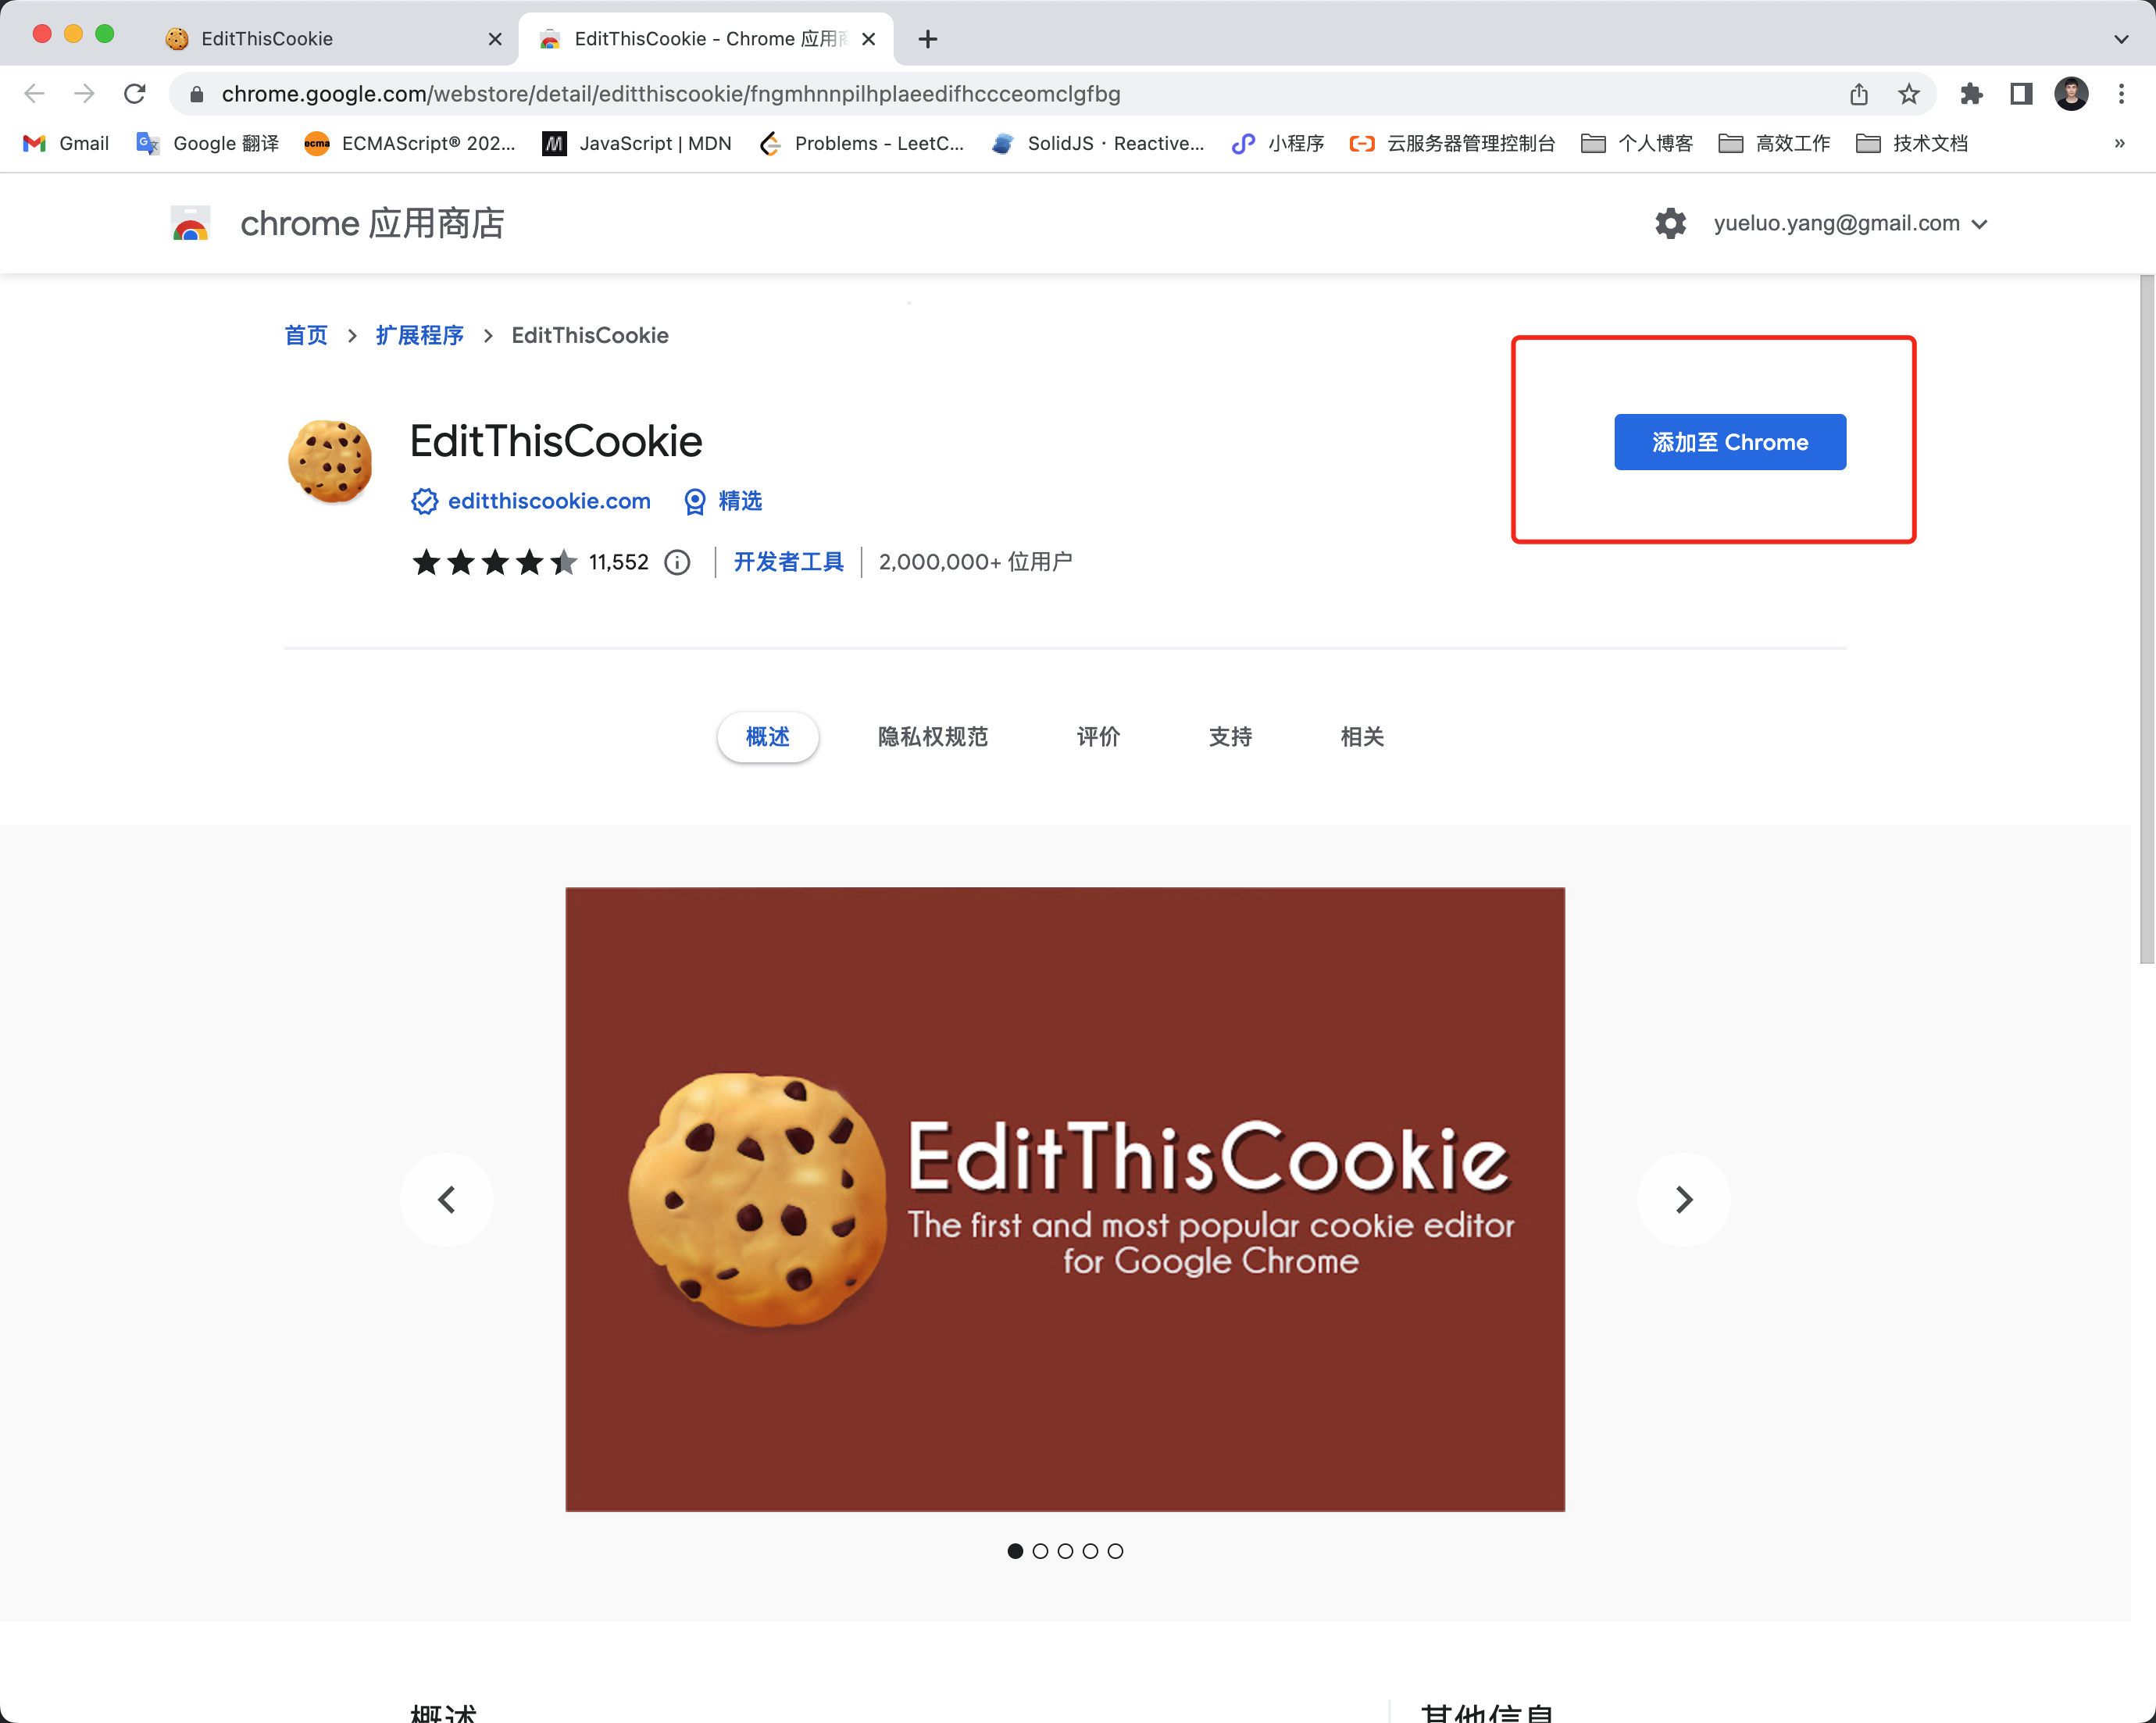 EditThisCookie
EditThisCookie - Chrome 应用商
chrome.google.com/webstore/detail/editthiscookie/fngmhnnpilhplaeedifhccceomclgfbg
Gmail
Google 翻译
ecma
ECMAScript® 202...
JavaScript | MDN
Problems - LeetC...
SolidJS · Reactive...
小程序
云服务器管理控制台
个人博客
高效工作
技术文档
»
chrome 应用商店
yueluo.yang@gmail.com
首页 > 扩展程序 > EditThisCookie
EditThisCookie
添加至 Chrome
editthiscookie.com
精选
11,552
开发者工具
2,000,000+ 位用户
概述
隐私权规范
评价
支持
相关
EditThisCookie
The first and most popular cookie editor
for Google Chrome
概述
其他信息